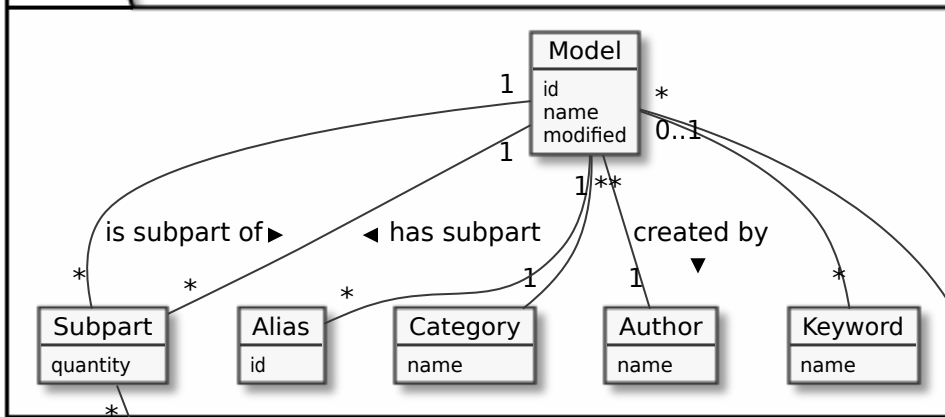 Model
id
name
modified
1
*
0..1
1
1 * *
is subpart of ▶
◀ has subpart
created by
▼
*
*
*
1
1
*
Subpart
quantity
Alias
id
Category
name
Author
name
Keyword
name
*